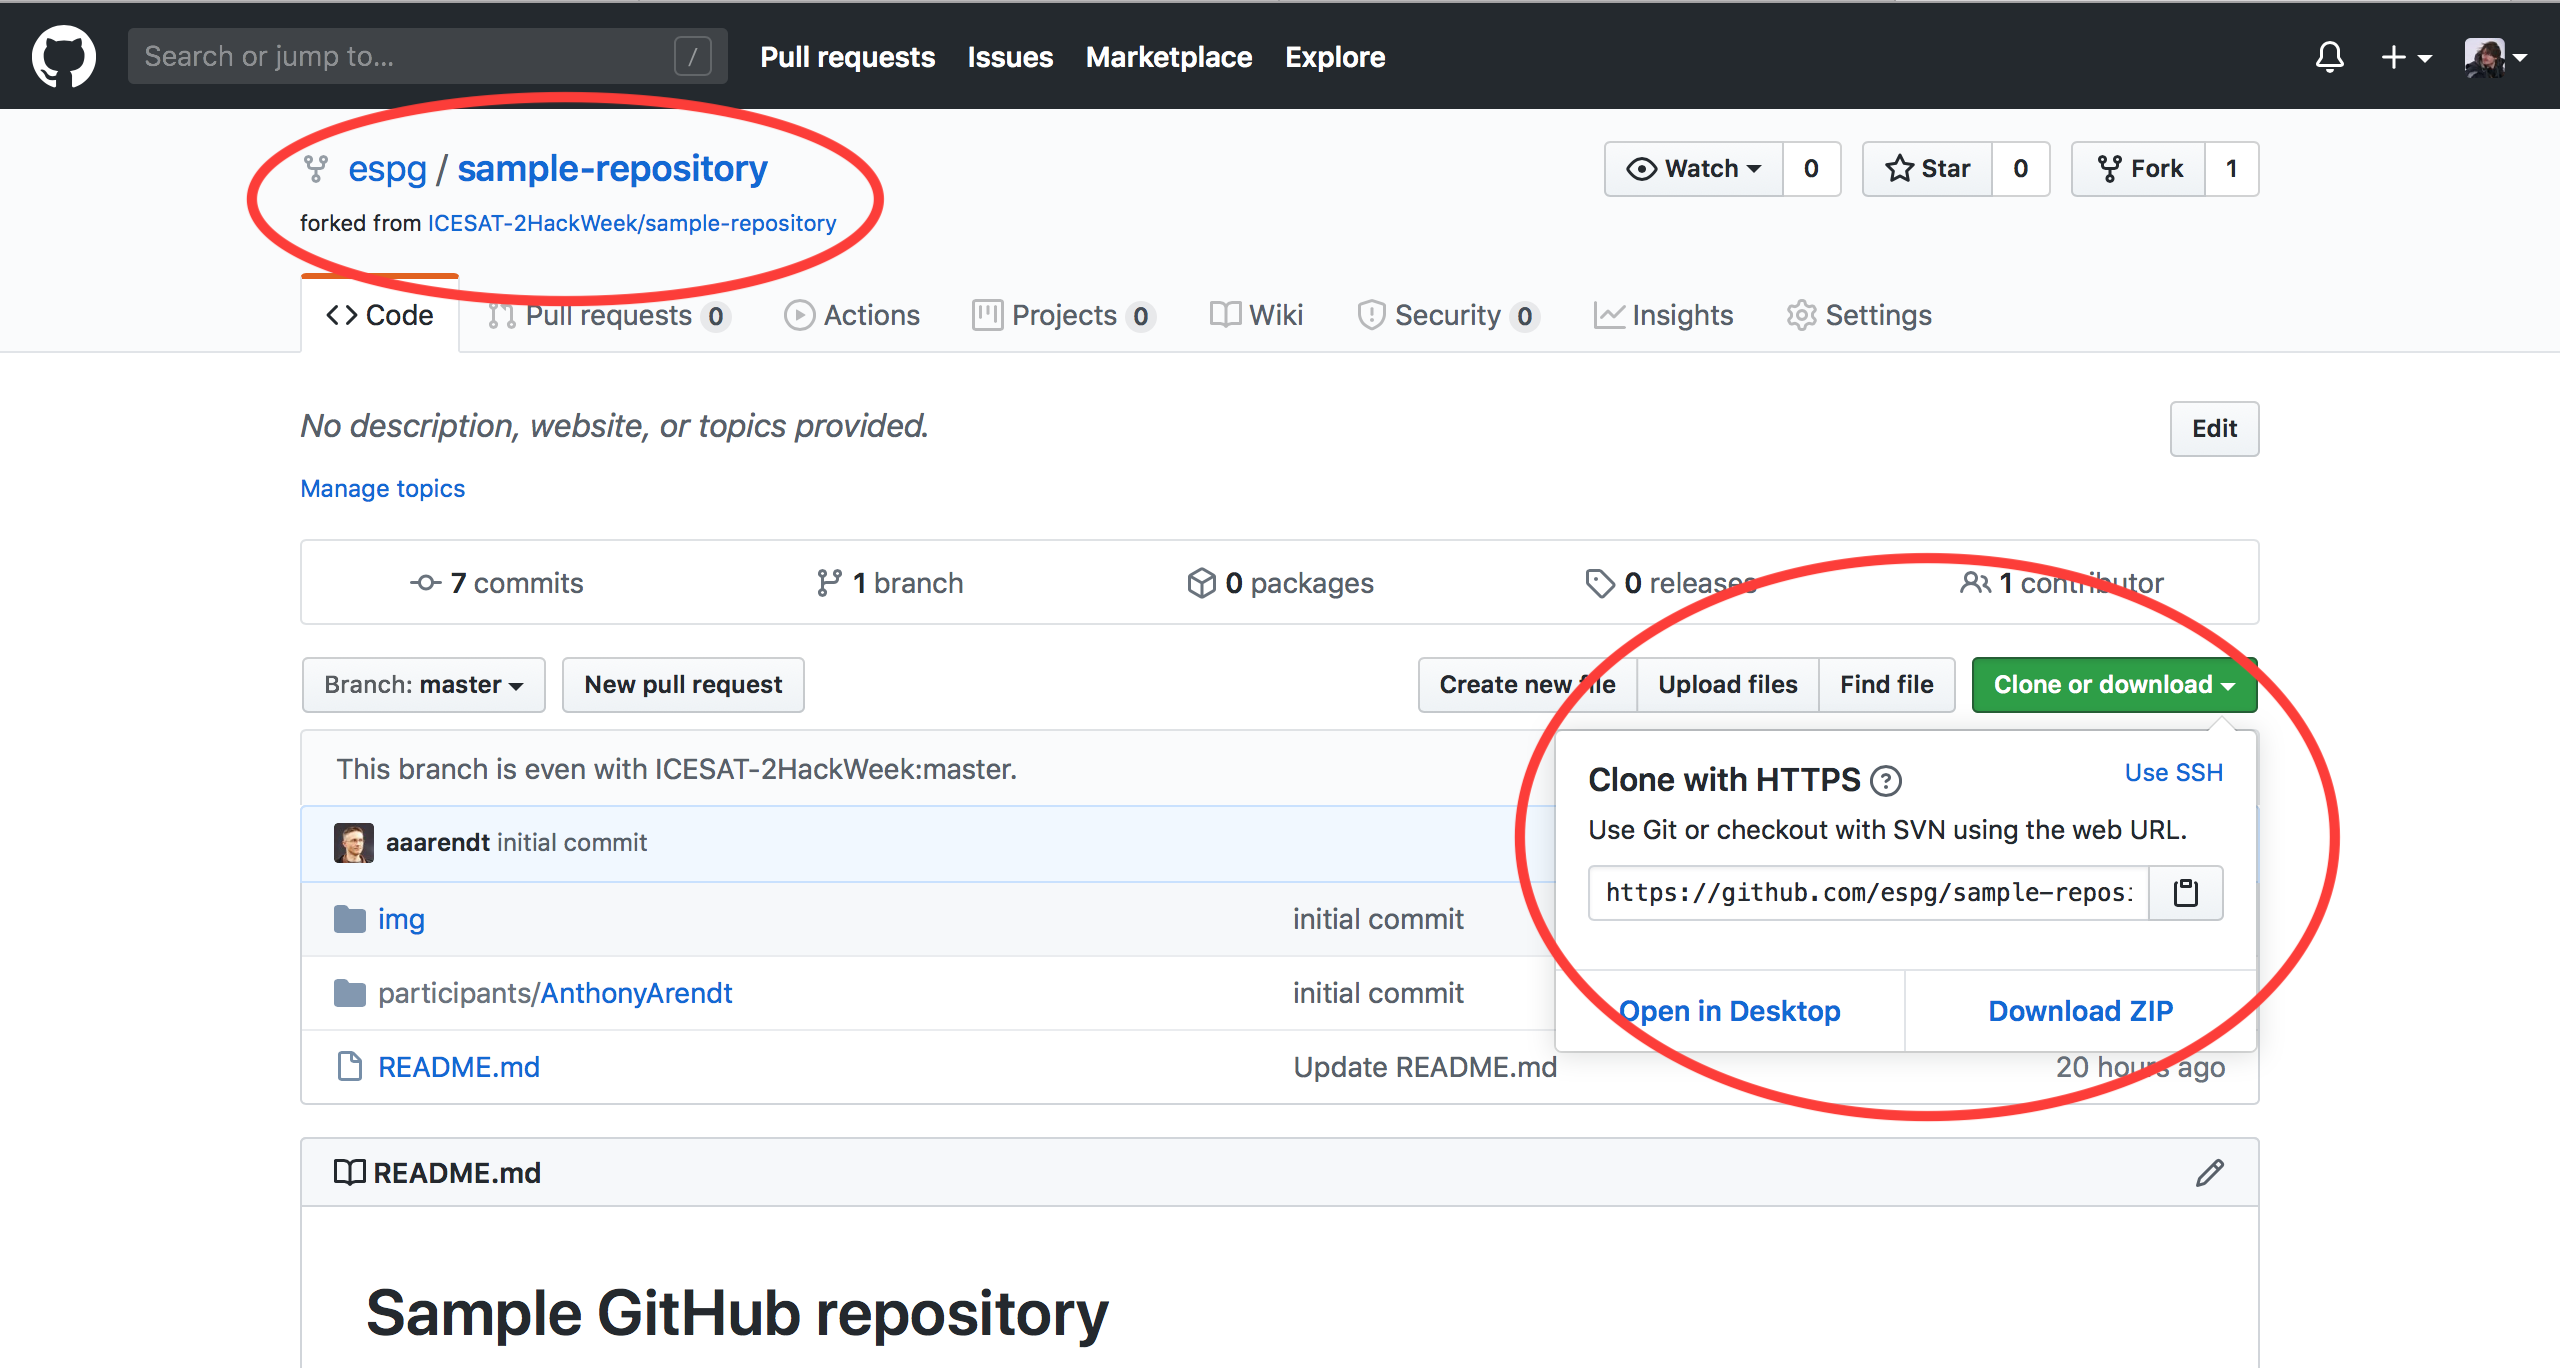 Search or jump to... / Pull requests Issues Marketplace Explore
espg / sample-repository Watch 0 Star 0 Fork 1
forked from ICESAT-2HackWeek/sample-repository
Code Pull requests 0 Actions Projects 0 Wiki Security 0 Insights Settings
No description, website, or topics provided. Edit
Manage topics
7 commits 1 branch 0 packages 0 releases 1 contributor
Branch: master New pull request Create new file Upload files Find file Clone or download
This branch is even with ICESAT-2HackWeek:master.
Clone with HTTPS ? Use SSH
Use Git or checkout with SVN using the web URL.
https://github.com/espg/sample-repos
Open in Desktop Download ZIP
aaarendt initial commit
img initial commit
participants/AnthonyArendt initial commit
README.md Update README.md 20 hours ago
README.md
Sample GitHub repository